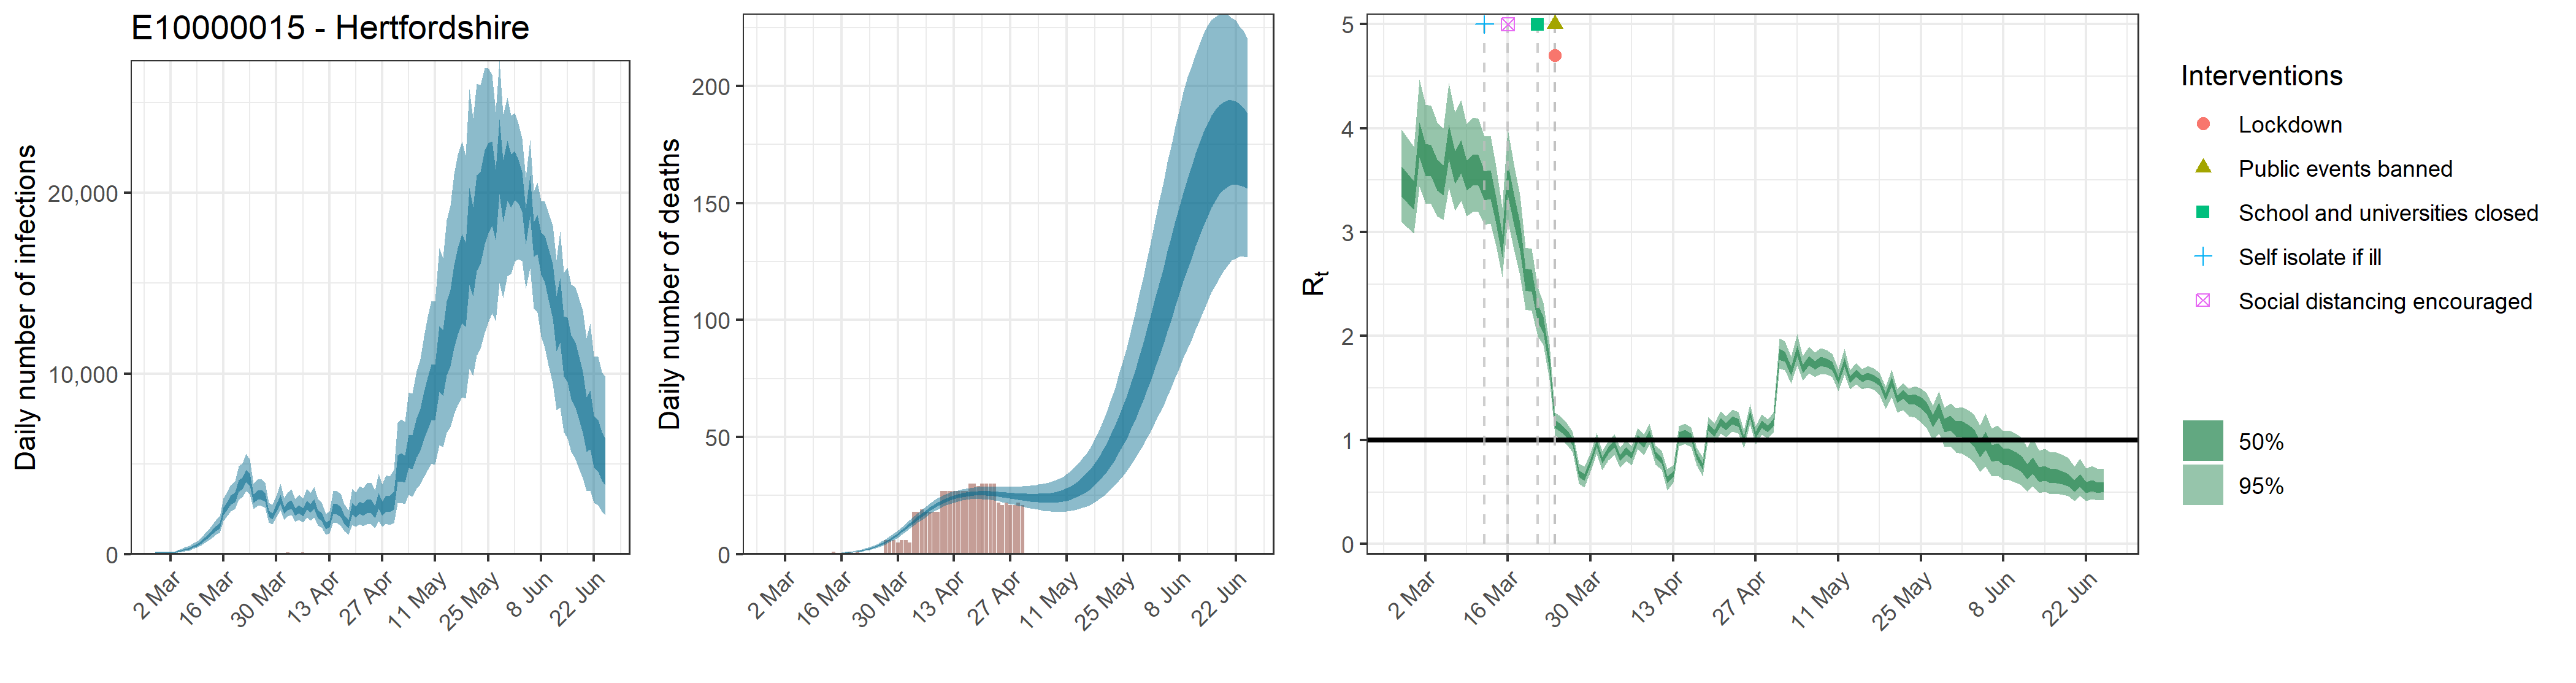 E10000015 - Hertfordshire
Daily number of infections
20,000
10,000
0
2 Mar
16 Mar
30 Mar
13 Apr
27 Apr
11 May
25 May
8 Jun
22 Jun
Daily number of deaths
200
150
100
50
0
2 Mar
16 Mar
30 Mar
13 Apr
27 Apr
11 May
25 May
8 Jun
22 Jun
Rt
5
4
3
2
1
0
2 Mar
16 Mar
30 Mar
13 Apr
27 Apr
11 May
25 May
8 Jun
22 Jun
Interventions
Lockdown
Public events banned
School and universities closed
Self isolate if ill
Social distancing encouraged
50%
95%